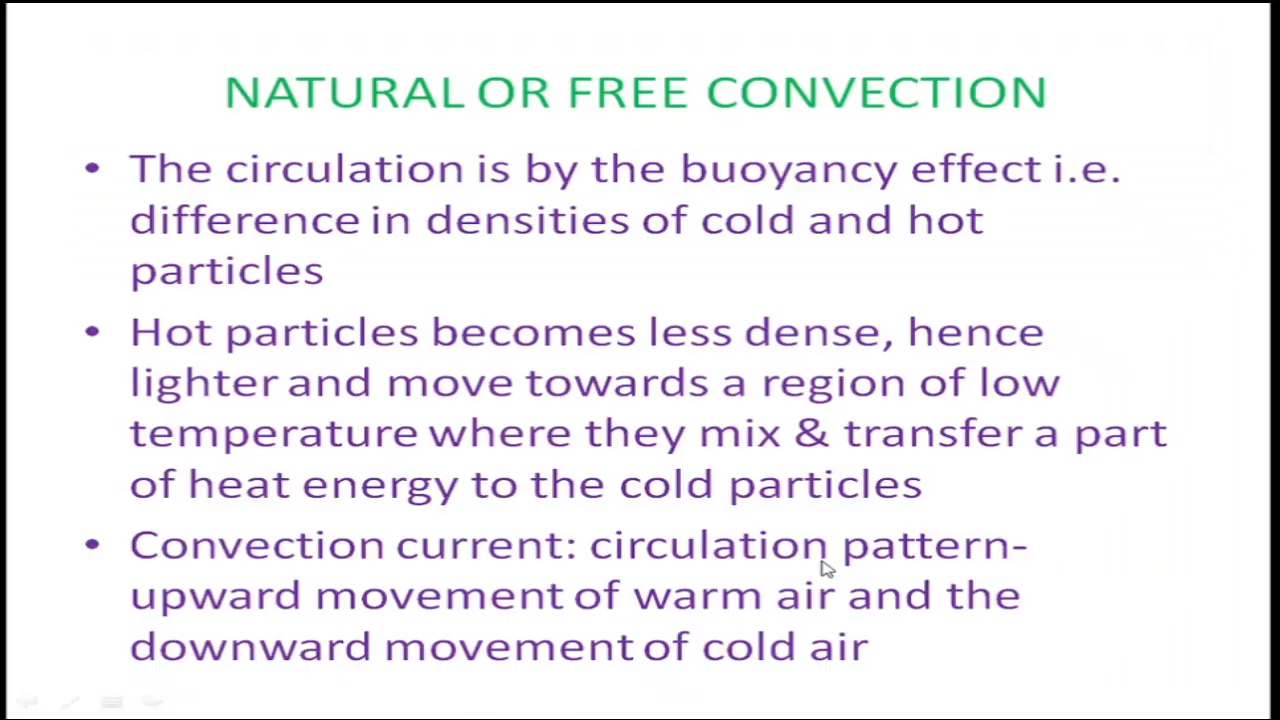 NATURAL OR FREE CONVECTION
• The circulation is by the buoyancy effect i.e.
difference in densities of cold and hot
particles
• Hot particles becomes less dense, hence
lighter and move towards a region of low
temperature where they mix & transfer a part
of heat energy to the cold particles
• Convection current: circulation pattern-
upward movement of warm air and the
downward movement of cold air